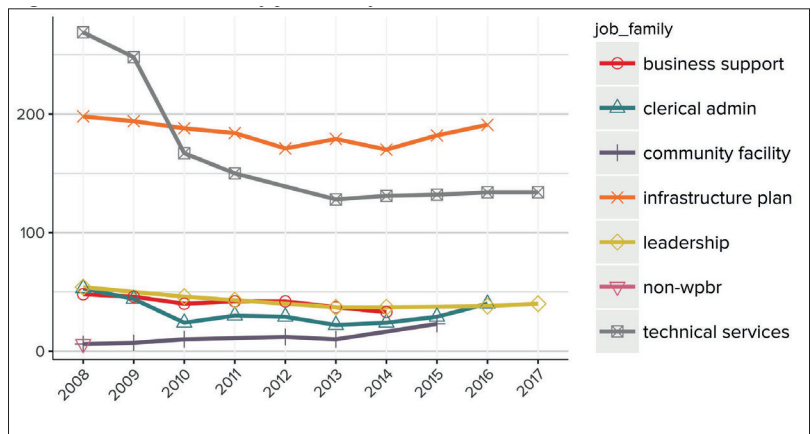 job_family
business support
clerical admin
community facility
infrastructure plan
leadership
non-wpbr
technical services
200
100
0
2008
2009
2010
2011
2012
2013
2014
2015
2016
2017